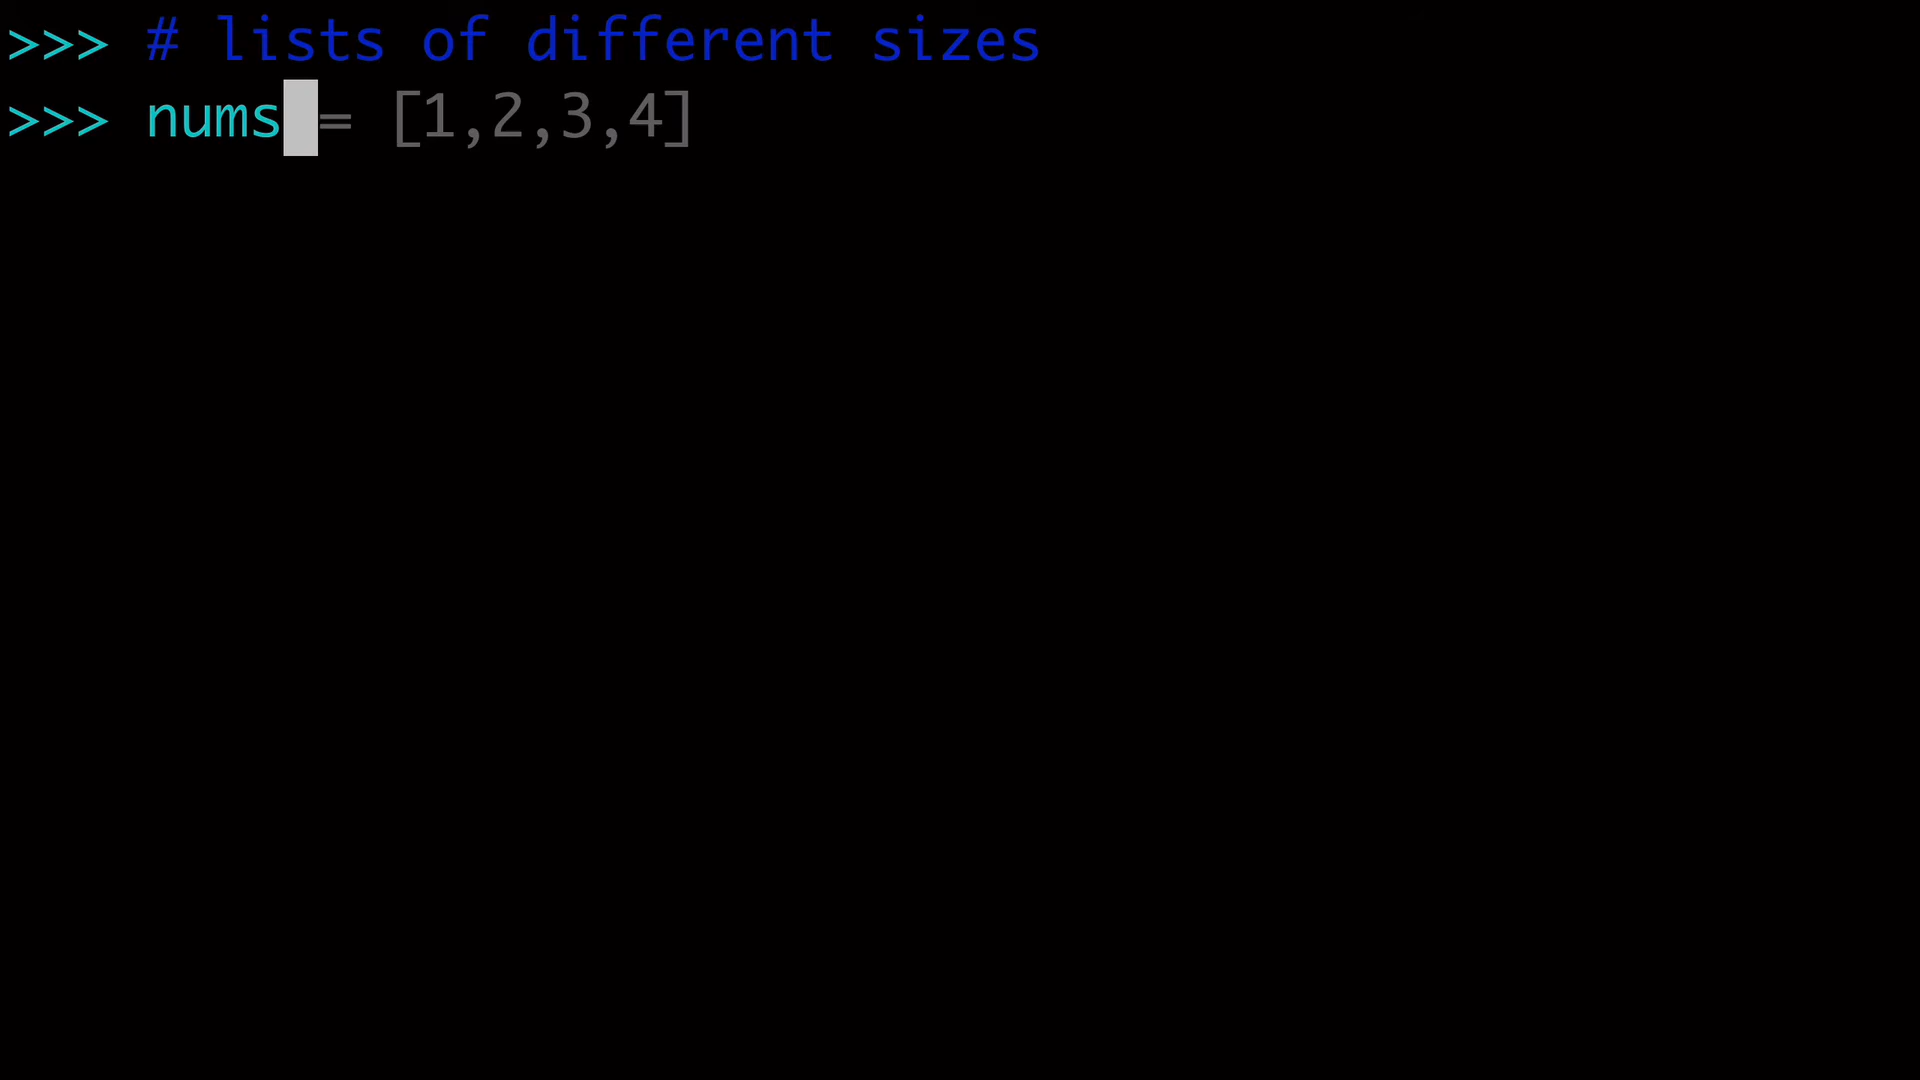 >>> # lists of different sizes
>>> nums = [1,2,3,4]